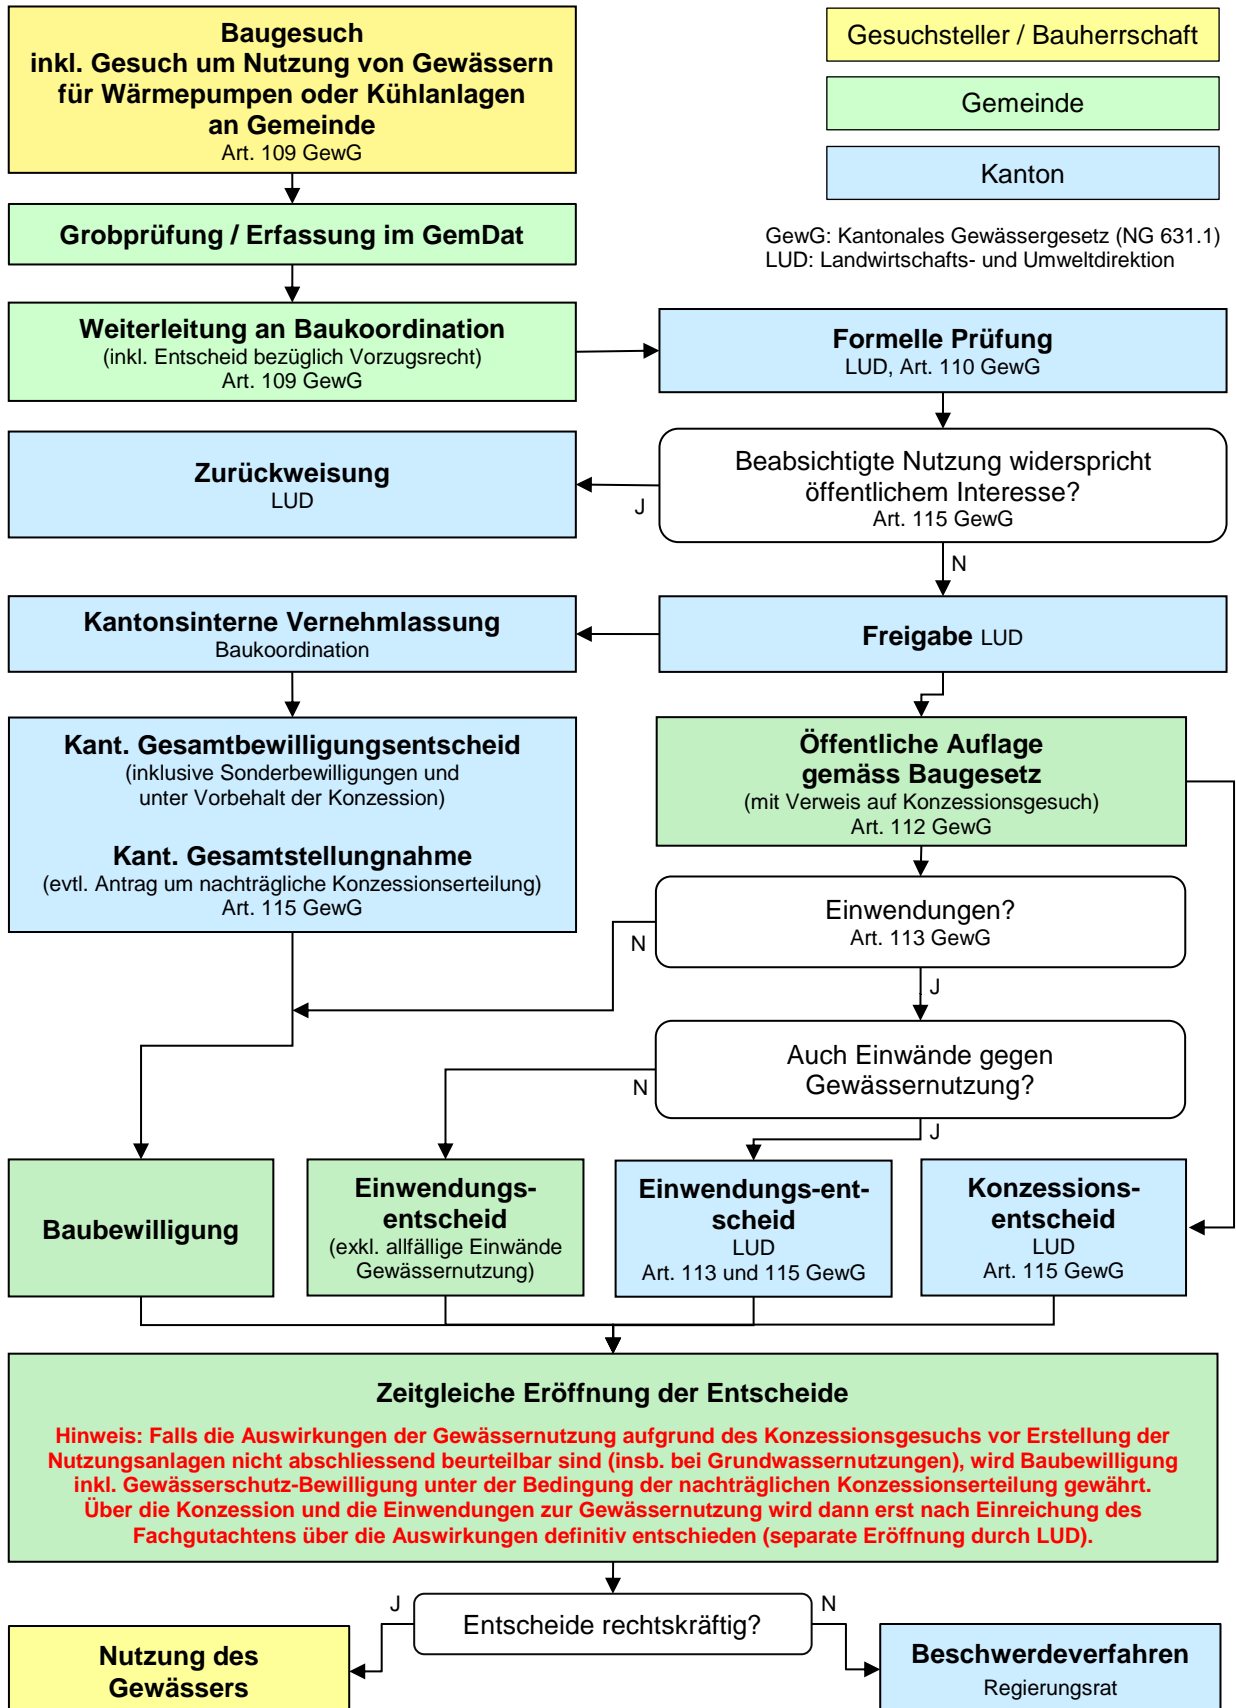 Baugesuch
inkl. Gesuch um Nutzung von Gewässern
für Wärmepumpen oder Kühlanlagen
an Gemeinde
Art. 109 GewG
Gesuchsteller / Bauherrschaft
Gemeinde
Kanton
GewG: Kantonales Gewässergesetz (NG 631.1)
LUD: Landwirtschafts- und Umweltdirektion
Grobprüfung / Erfassung im GemDat
Weiterleitung an Baukoordination
(inkl. Entscheid bezüglich Vorzugsrecht)
Art. 109 GewG
Formelle Prüfung
LUD, Art. 110 GewG
Beabsichtigte Nutzung widerspricht
öffentlichem Interesse?
Art. 115 GewG
J
N
Zurückweisung
LUD
Kantonsinterne Vernehmlassung
Baukoordination
Freigabe LUD
Kant. Gesamtbewilligungsentscheid
(inklusive Sonderbewilligungen und
unter Vorbehalt der Konzession)
Kant. Gesamtstellungnahme
(evtl. Antrag um nachträgliche Konzessionserteilung)
Art. 115 GewG
Öffentliche Auflage
gemäss Baugesetz
(mit Verweis auf Konzessionsgesuch)
Art. 112 GewG
Einwendungen?
Art. 113 GewG
N
J
Auch Einwände gegen
Gewässernutzung?
N
J
Baubewilligung
Einwendungs-
entscheid
(exkl. allfällige Einwände
Gewässernutzung)
Einwendungs-ent-
scheid
LUD
Art. 113 und 115 GewG
Konzessions-
entscheid
LUD
Art. 115 GewG
Zeitgleiche Eröffnung der Entscheide
Hinweis: Falls die Auswirkungen der Gewässernutzung aufgrund des Konzessionsgesuchs vor Erstellung der
Nutzungsanlagen nicht abschliessend beurteilbar sind (insb. bei Grundwassernutzungen), wird Baubewilligung
inkl. Gewässerschutz-Bewilligung unter der Bedingung der nachträglichen Konzessionserteilung gewährt.
Über die Konzession und die Einwendungen zur Gewässernutzung wird dann erst nach Einreichung des
Fachgutachtens über die Auswirkungen definitiv entschieden (separate Eröffnung durch LUD).
J
Entscheide rechtskräftig?
N
Nutzung des
Gewässers
Beschwerdeverfahren
Regierungsrat